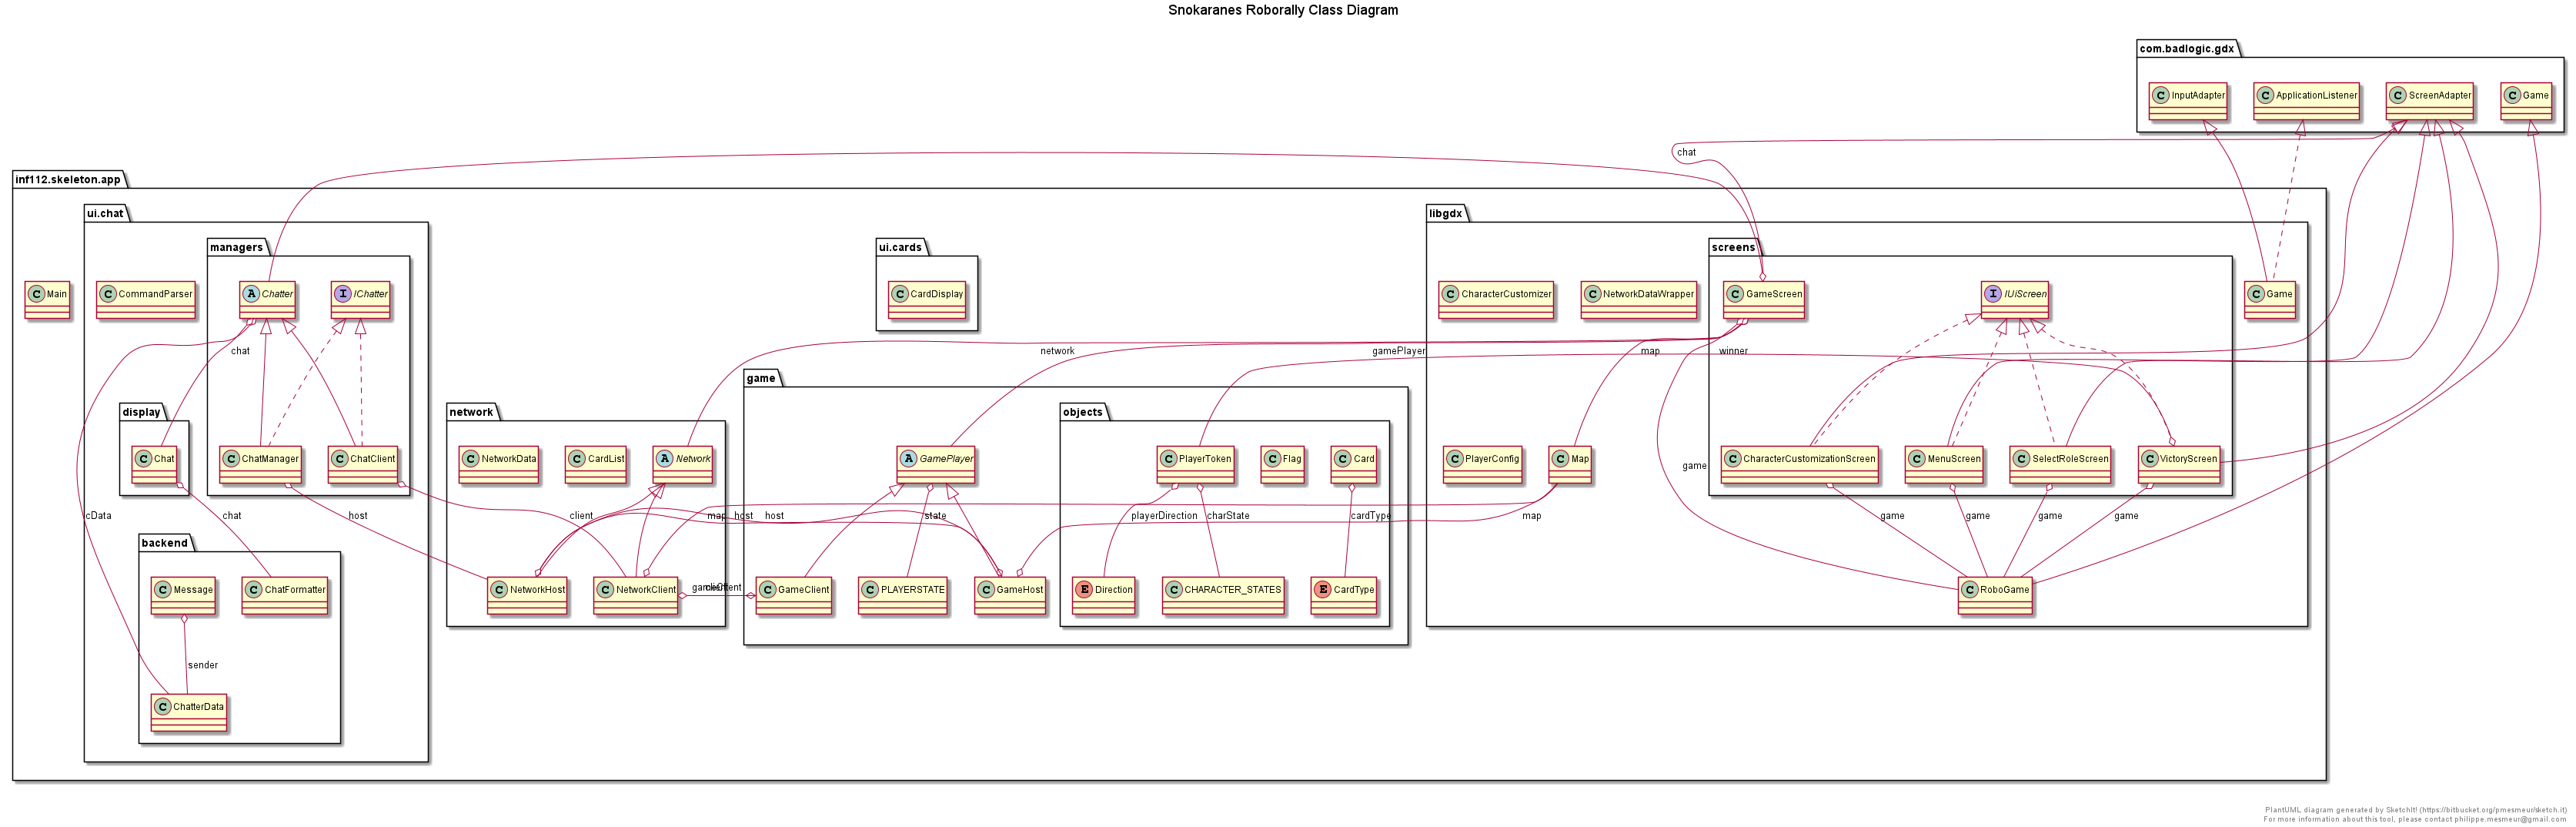 Snokaranes Roborally Class Diagram
com.badlogic.gdx
C InputAdapter
C ApplicationListener
C ScreenAdapter
C Game
chat
inf112.skeleton.app
ui.chat
libgdx
managers
ui.cards
screens
C Main
C CommandParser
A Chatter
I IChatter
C CardDisplay
C CharacterCustomizer
C NetworkDataWrapper
C GameScreen
I IUiScreen
C Game
chat
network
gamePlayer
map
winner
game
display
network
objects
C Chat
C ChatManager
C ChatClient
C NetworkData
C CardList
A Network
A GamePlayer
C PlayerToken
C Flag
C Card
C PlayerConfig
C Map
C CharacterCustomizationScreen
C MenuScreen
C SelectRoleScreen
C VictoryScreen
game
cData
chat
host
client
map
host
host
state
playerDirection
charState
cardType
map
game
game
game
game
backend
C Message
C ChatFormatter
C NetworkHost
C NetworkClient
C GameClient
C PLAYERSTATE
C GameHost
E Direction
C CHARACTER_STATES
E CardType
C RoboGame
sender
C ChatterData
PlantUML diagram generated by SketchIt! (https://bitbucket.org/pmesmeur/sketch.it)
For more information about this tool, please contact philippe.mesmeur@gmail.com